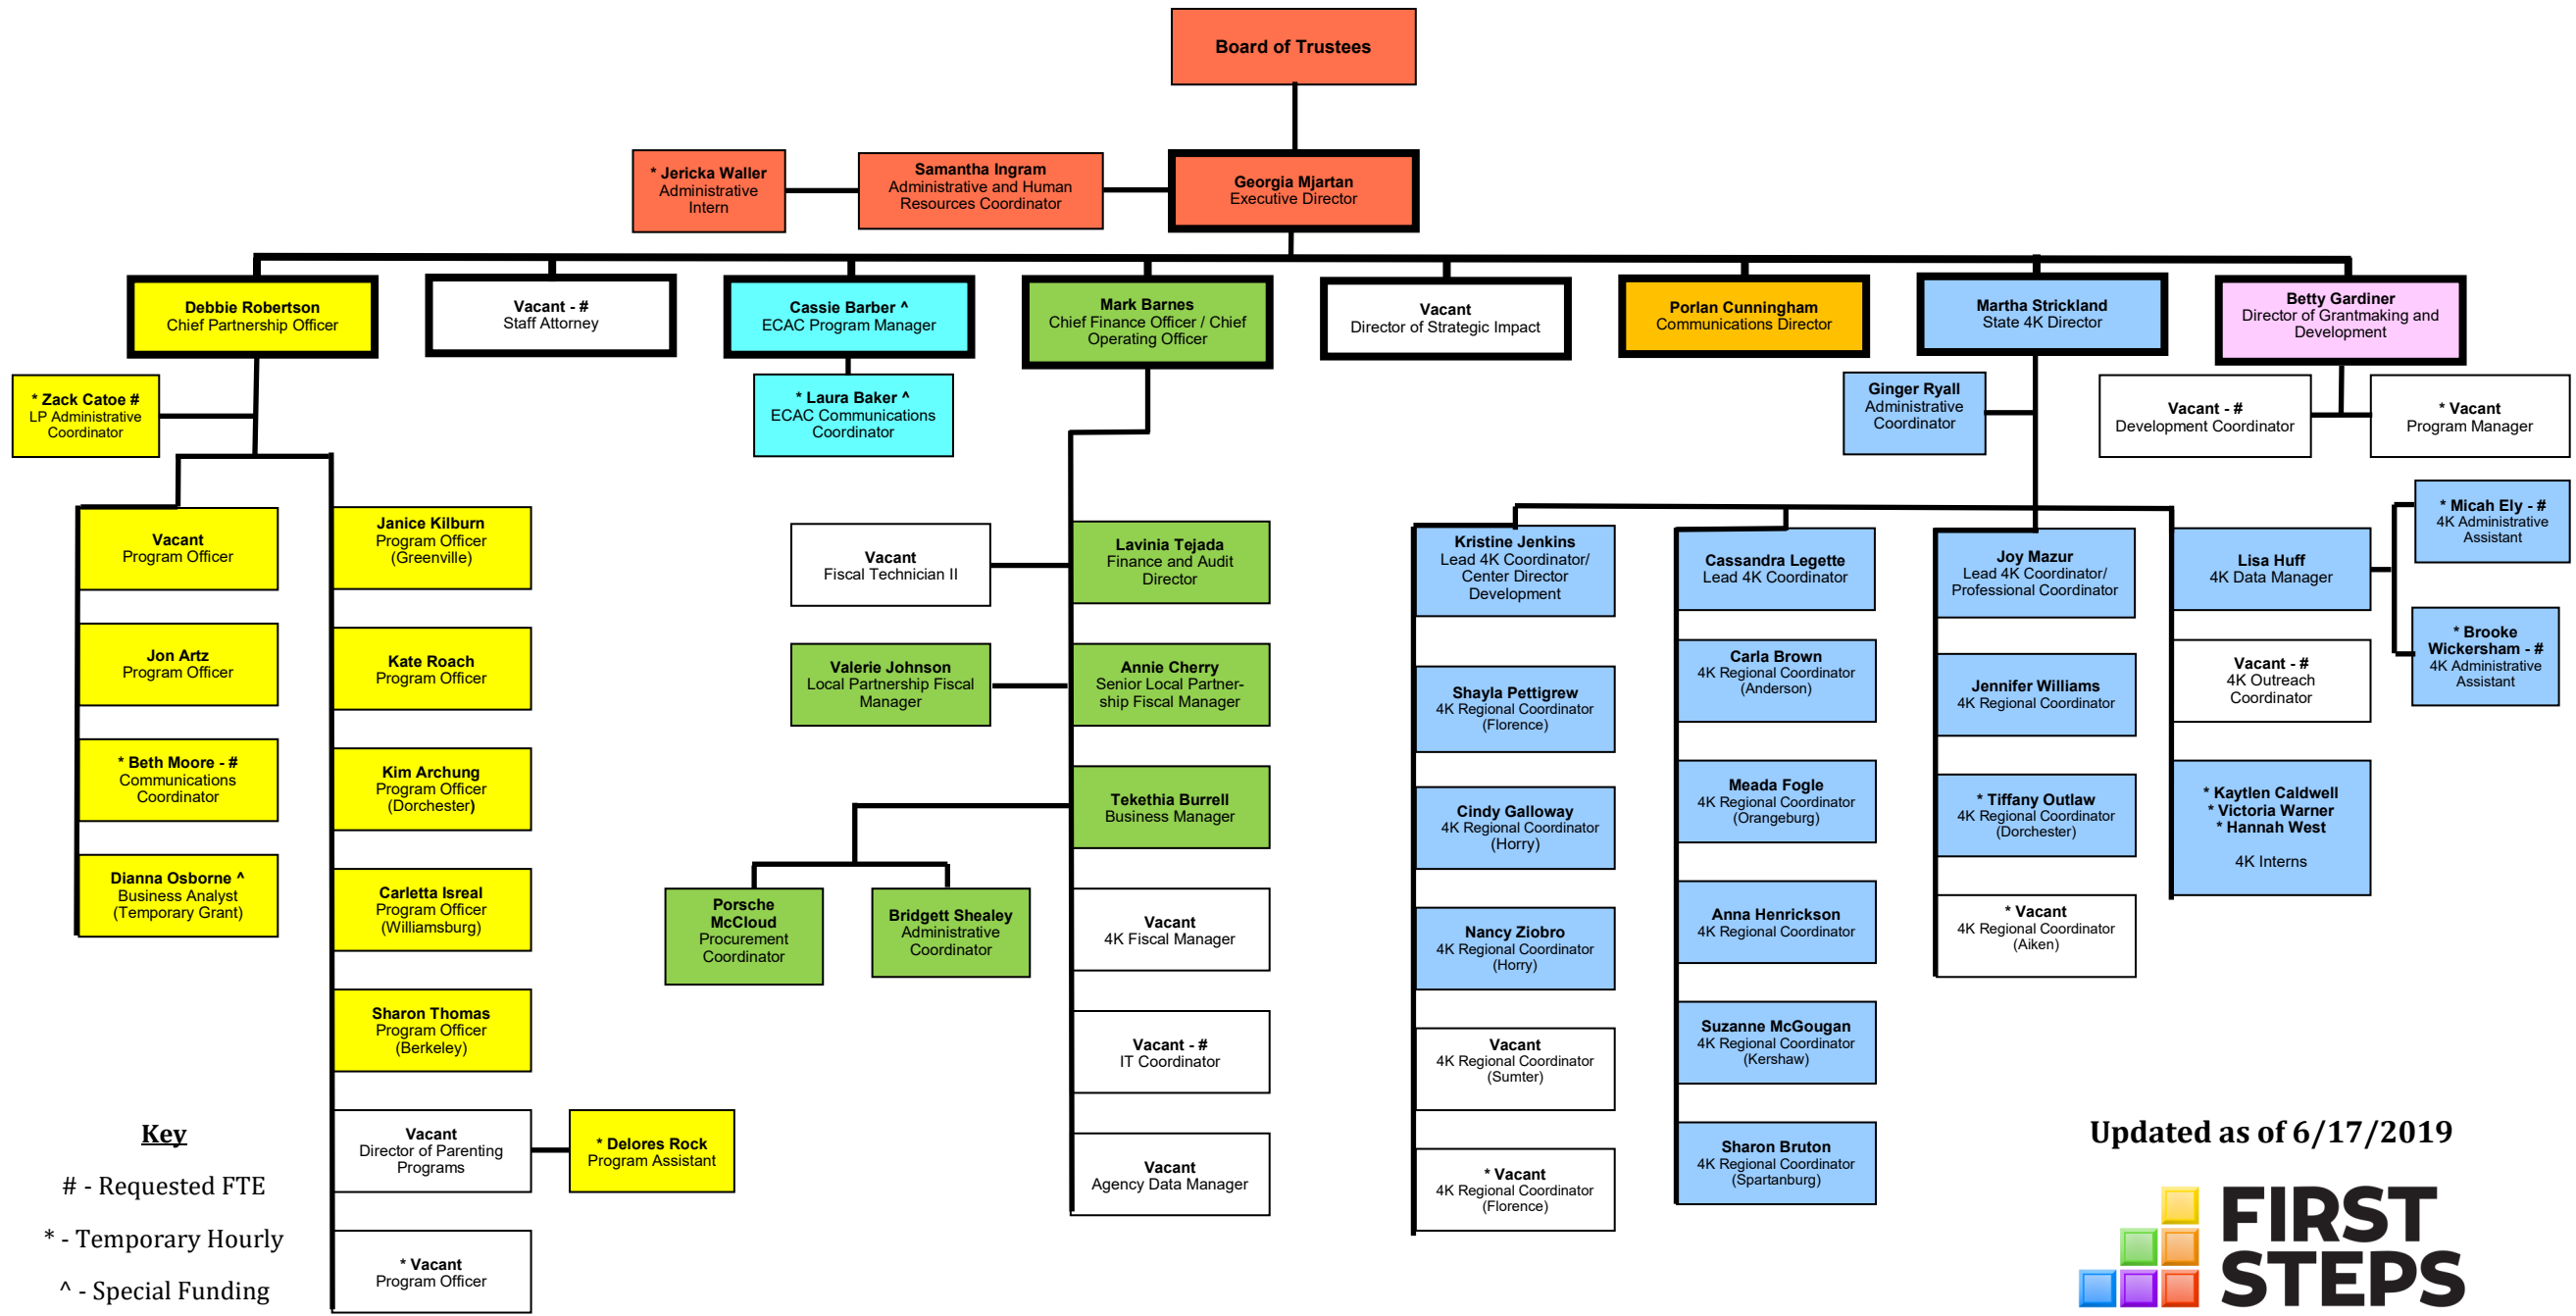 Board of Trustees
* Jericka Waller
Administrative
Intern
Samantha Ingram
Administrative and Human
Resources Coordinator
Georgia Mjartan
Executive Director
Debbie Robertson
Chief Partnership Officer
Vacant - #
Staff Attorney
Cassie Barber ^
ECAC Program Manager
Mark Barnes
Chief Finance Officer / Chief
Operating Officer
Vacant
Director of Strategic Impact
Porlan Cunningham
Communications Director
Martha Strickland
State 4K Director
Betty Gardiner
Director of Grantmaking and
Development
* Zack Catoe #
LP Administrative
Coordinator
* Laura Baker ^
ECAC Communications
Coordinator
Ginger Ryall
Administrative
Coordinator
Vacant - #
Development Coordinator
* Vacant
Program Manager
Vacant
Program Officer
Jon Artz
Program Officer
* Beth Moore - #
Communications
Coordinator
Dianna Osborne ^
Business Analyst
(Temporary Grant)
Janice Kilburn
Program Officer
(Greenville)
Kate Roach
Program Officer
Kim Archung
Program Officer
(Dorchester)
Carletta Isreal
Program Officer
(Williamsburg)
Sharon Thomas
Program Officer
(Berkeley)
Vacant
Director of Parenting
Programs
* Delores Rock
Program Assistant
* Vacant
Program Officer
Vacant
Fiscal Technician II
Lavinia Tejada
Finance and Audit
Director
Valerie Johnson
Local Partnership Fiscal
Manager
Annie Cherry
Senior Local Partner-
ship Fiscal Manager
Tekethia Burrell
Business Manager
Porsche
McCloud
Procurement
Coordinator
Bridgett Shealey
Administrative
Coordinator
Vacant
4K Fiscal Manager
Vacant - #
IT Coordinator
Vacant
Agency Data Manager
Kristine Jenkins
Lead 4K Coordinator/
Center Director
Development
Shayla Pettigrew
4K Regional Coordinator
(Florence)
Cindy Galloway
4K Regional Coordinator
(Horry)
Nancy Ziobro
4K Regional Coordinator
(Horry)
Vacant
4K Regional Coordinator
(Sumter)
* Vacant
4K Regional Coordinator
(Florence)
Cassandra Legette
Lead 4K Coordinator
Carla Brown
4K Regional Coordinator
(Anderson)
Meada Fogle
4K Regional Coordinator
(Orangeburg)
Anna Henrickson
4K Regional Coordinator
Suzanne McGougan
4K Regional Coordinator
(Kershaw)
Sharon Bruton
4K Regional Coordinator
(Spartanburg)
Joy Mazur
Lead 4K Coordinator/
Professional Coordinator
Jennifer Williams
4K Regional Coordinator
* Tiffany Outlaw
4K Regional Coordinator
(Dorchester)
* Vacant
4K Regional Coordinator
(Aiken)
Lisa Huff
4K Data Manager
Vacant - #
4K Outreach
Coordinator
* Kaytlen Caldwell
* Victoria Warner
* Hannah West
4K Interns
* Micah Ely - #
4K Administrative
Assistant
* Brooke
Wickersham - #
4K Administrative
Assistant
Key
# - Requested FTE
* - Temporary Hourly
^ - Special Funding
Updated as of 6/17/2019
FIRST
STEPS